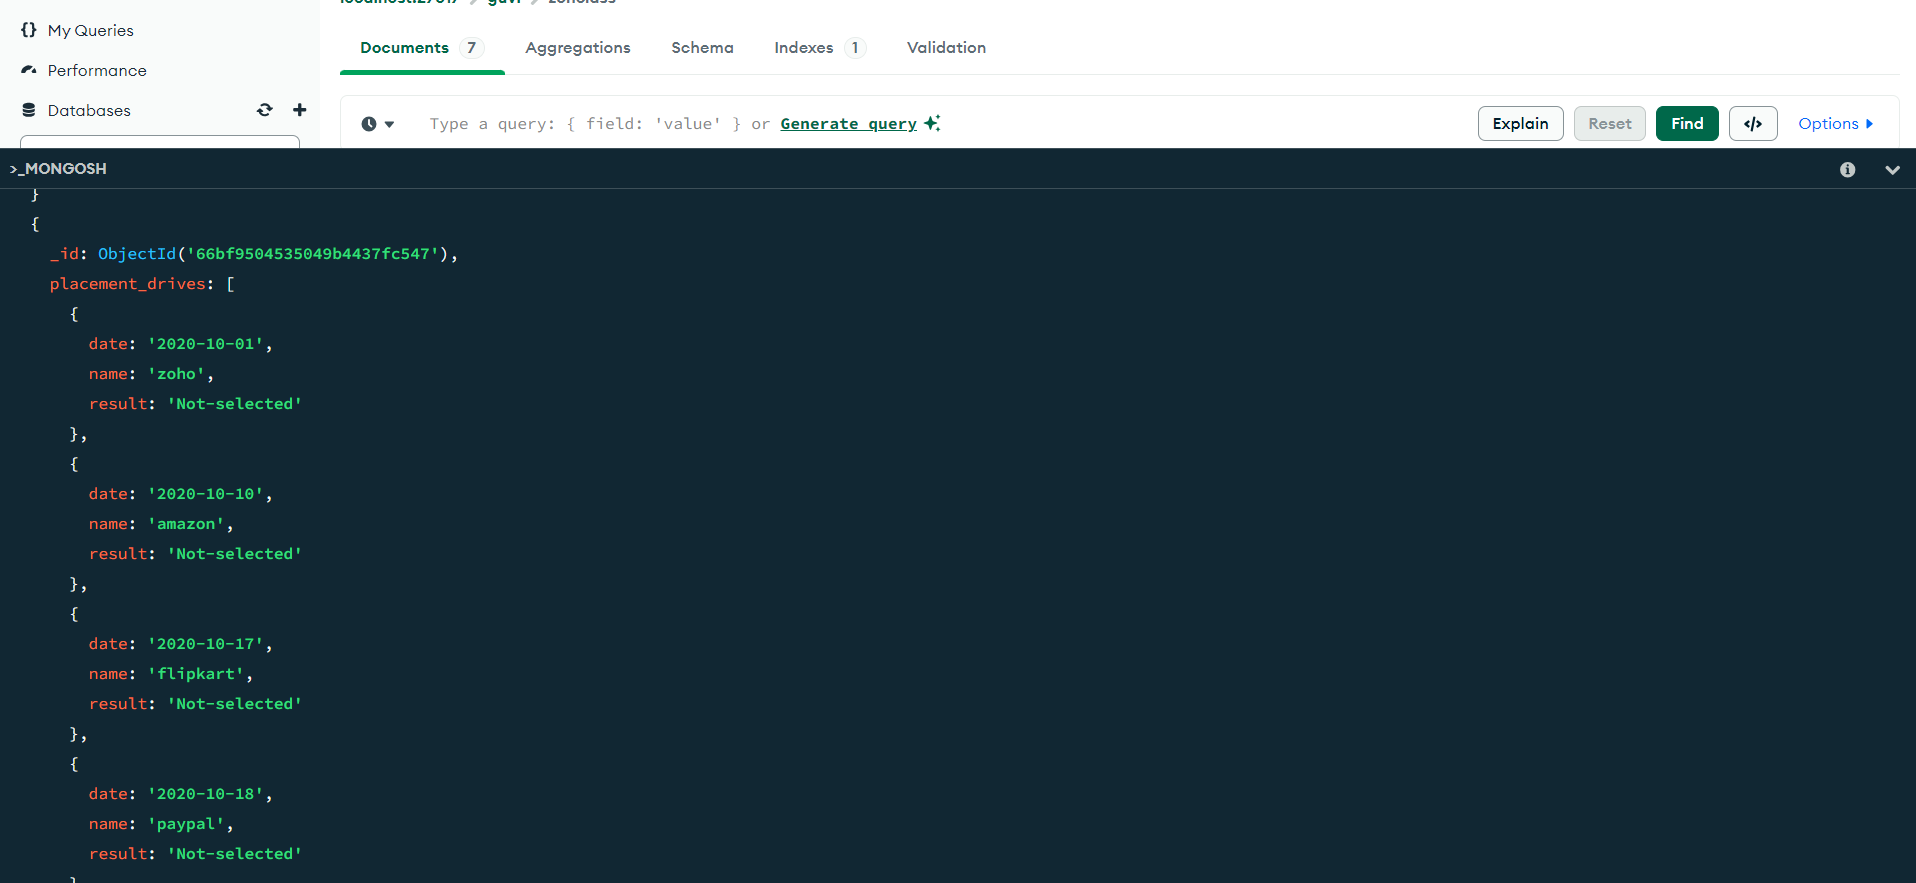 My Queries
Performance
Databases
Documents 7 Aggregations Schema Indexes 1 Validation
Type a query: { field: 'value' } or Generate query
Explain Reset Find </> Options
>_MONGOSH
}
{
_id: ObjectId('66bf9504535049b4437fc547'),
placement_drives: [
{
date: '2020-10-01',
name: 'zoho',
result: 'Not-selected'
},
{
date: '2020-10-10',
name: 'amazon',
result: 'Not-selected'
},
{
date: '2020-10-17',
name: 'flipkart',
result: 'Not-selected'
},
{
date: '2020-10-18',
name: 'paypal',
result: 'Not-selected'
}